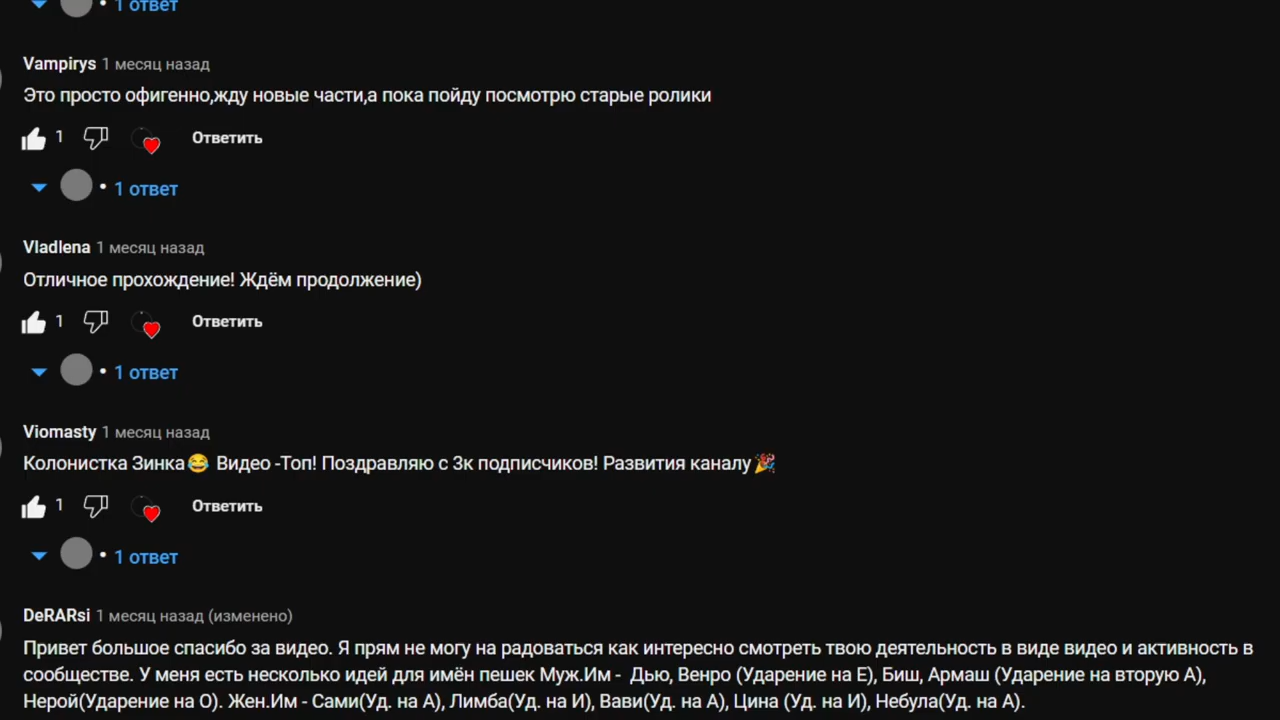 1 ответ
Vampirys 1 месяц назад
Это просто офигенно,жду новые части,а пока пойду посмотрю старые ролики
1 Ответить
1 ответ
Vladlena 1 месяц назад
Отличное прохождение! Ждём продолжение)
1 Ответить
1 ответ
Viomasty 1 месяц назад
Колонистка Зинка😂 Видео -Топ! Поздравляю с 3к подписчиков! Развития каналу🎉
1 Ответить
1 ответ
DeRARsi 1 месяц назад (изменено)
Привет большое спасибо за видео. Я прям не могу на радоваться как интересно смотреть твою деятельность в виде видео и активность в
сообществе. У меня есть несколько идей для имён пешек Муж.Им - Дью, Венро (Ударение на Е), Биш, Армаш (Ударение на вторую А),
Нерой(Ударение на О). Жен.Им - Сами(Уд. на А), Лимба(Уд. на И), Вави(Уд. на А), Цина (Уд. на И), Небула(Уд. на А).